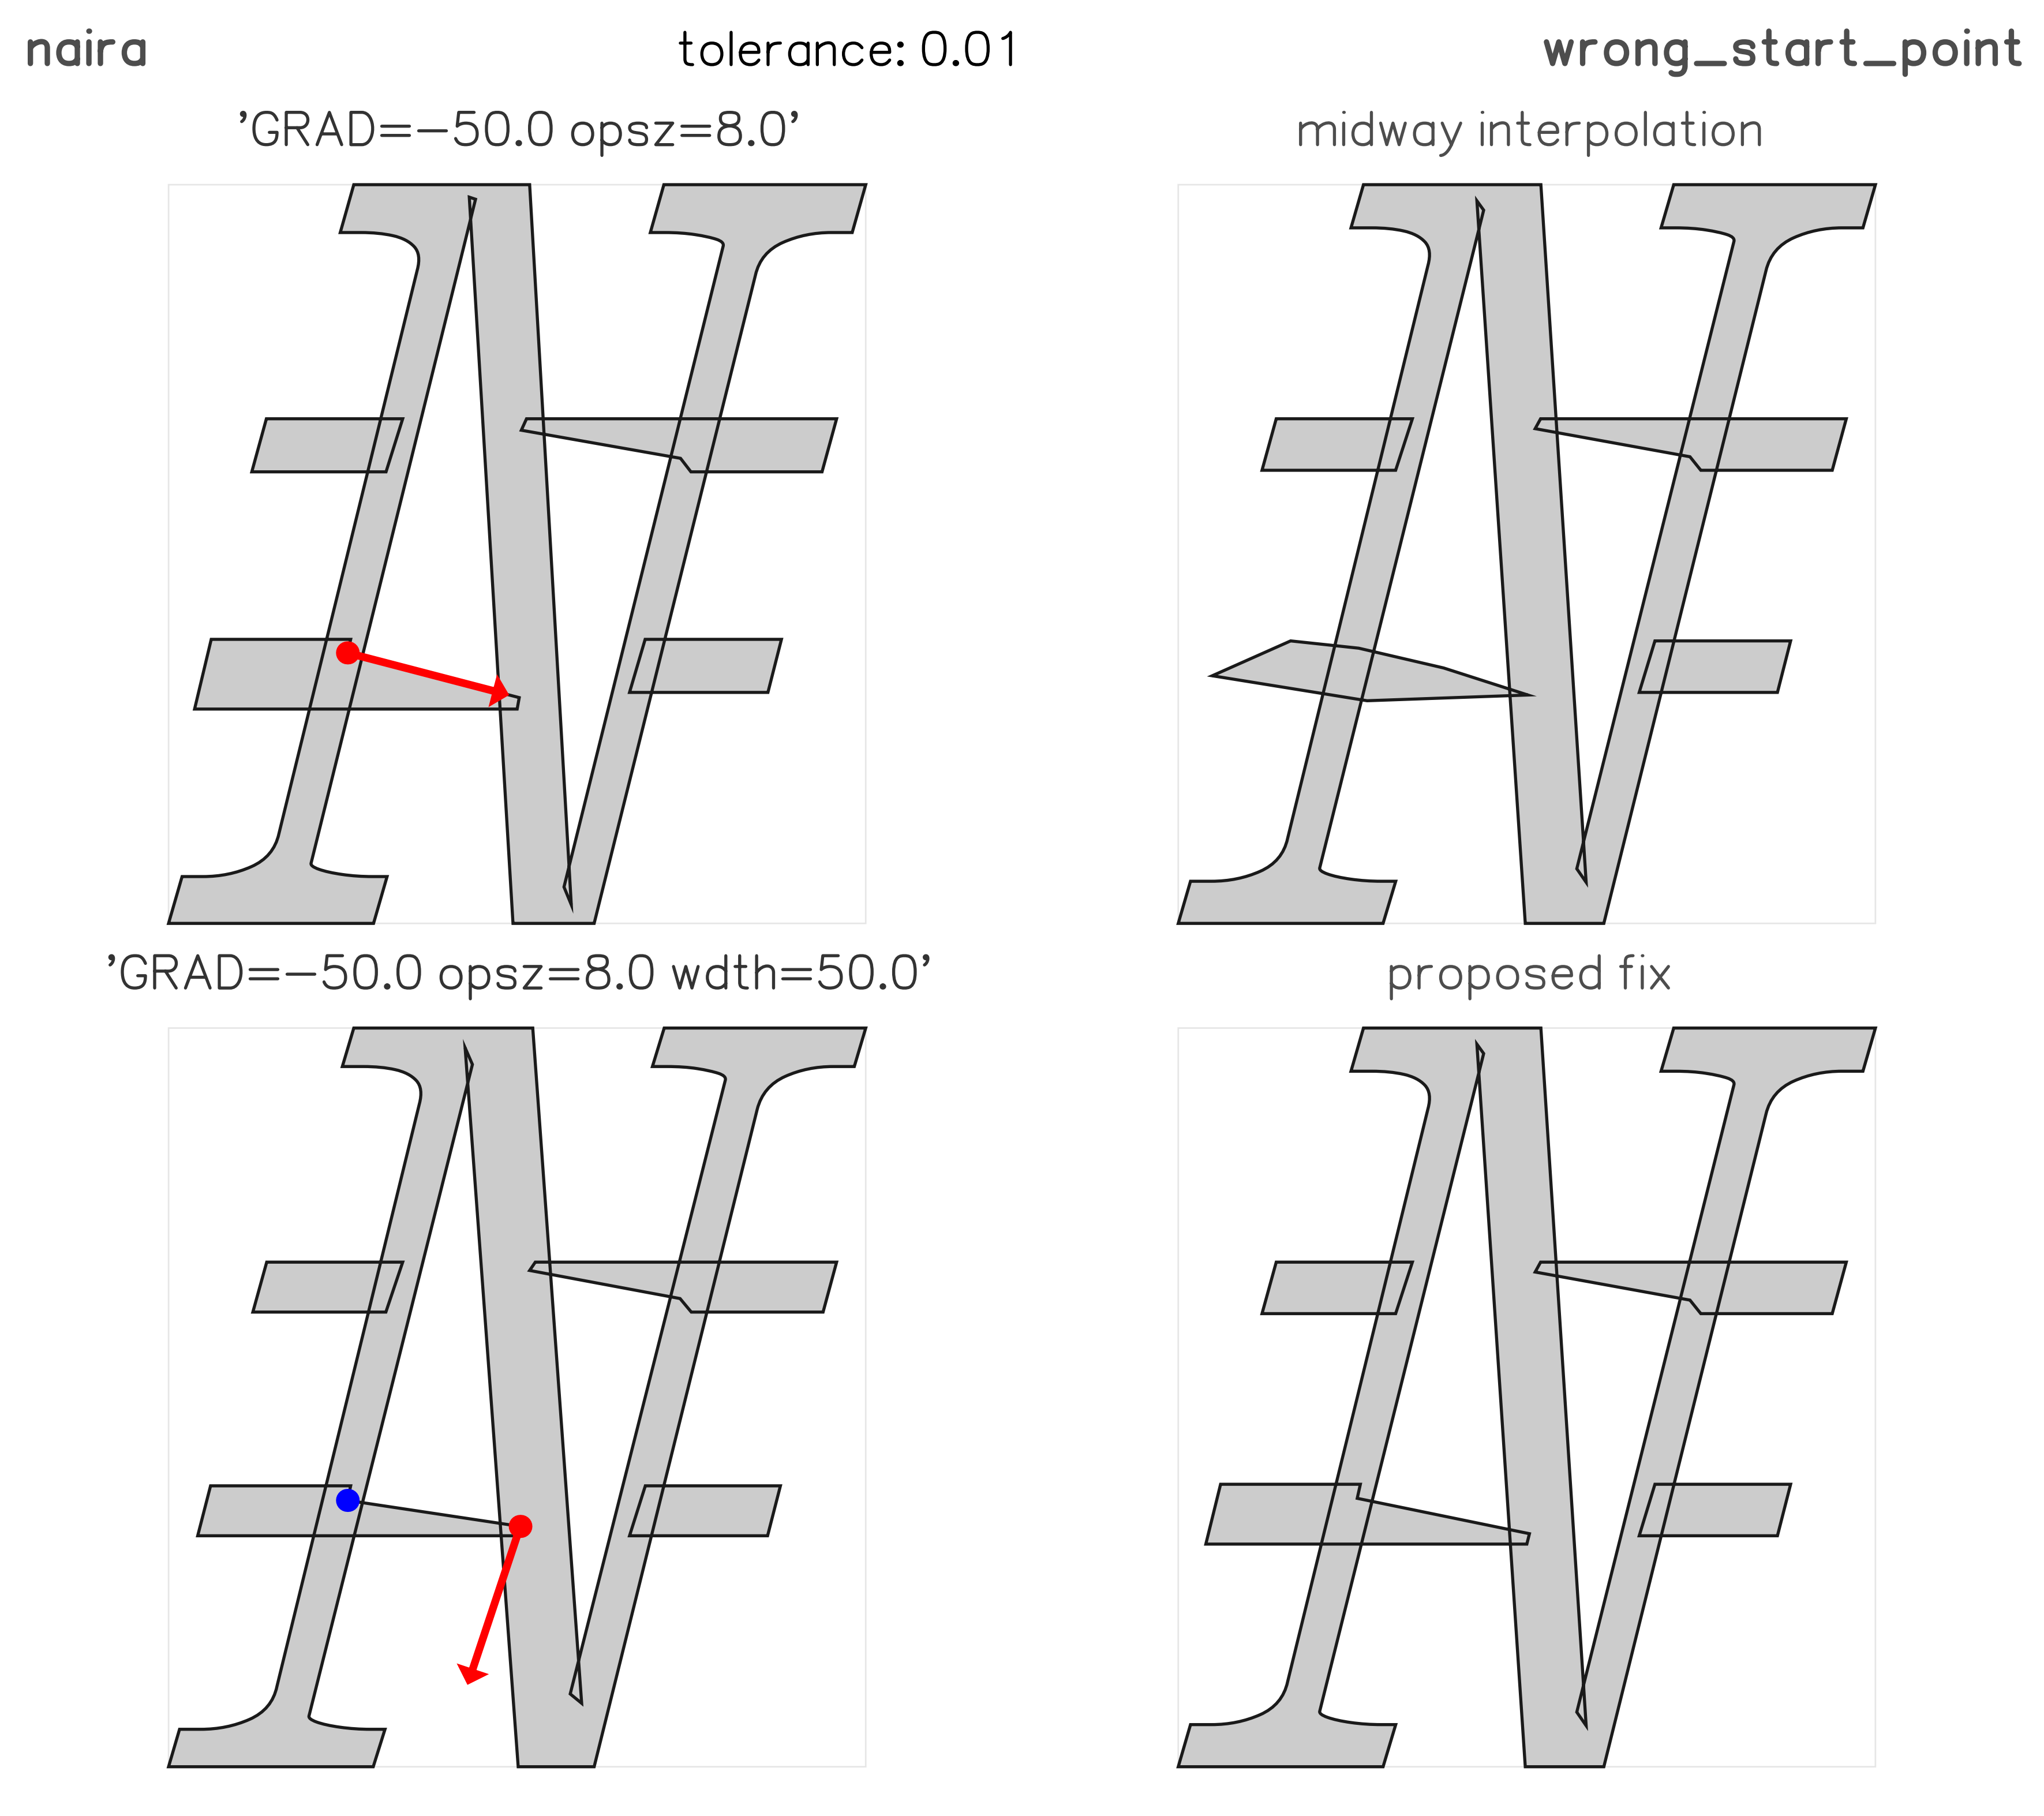 naira tolerance: 0.01 wrong_start_point
'GRAD=-50.0 opsz=8.0' midway interpolation
'GRAD=-50.0 opsz=8.0 wdth=50.0' proposed fix